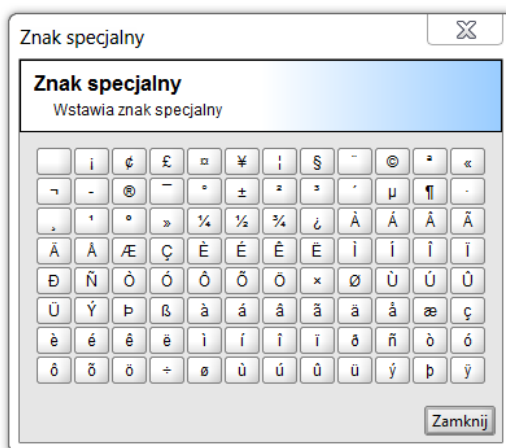 Znak specjalny
Znak specjalny
Wstawia znak specjalny
¡ ¢ £ ¤ ¥ ¦ § ¨ © ª «
¬ - ® ¯ ° ± ² ³ ´ µ ¶ ·
¸ ¹ º » ¼ ½ ¾ ¿ À Á Â Ã
Ä Å Æ Ç È É Ê Ë Ì Í Î Ï
Ð Ñ Ò Ó Ô Õ Ö × Ø Ù Ú Û
Ü Ý Þ ß à á â ã ä å æ ç
è é ê ë ì í î ï ð ñ ò ó
ô õ ö ÷ ø ù ú û ü ý þ ÿ
Zamknij